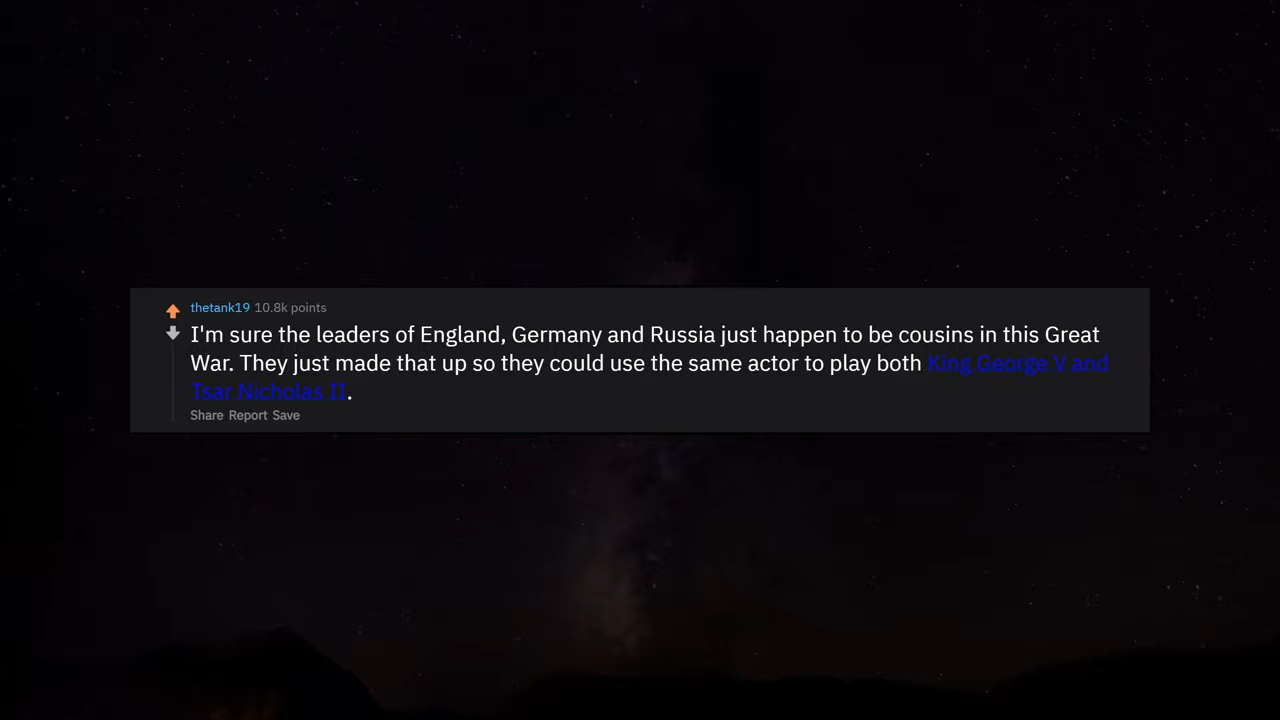 thetank19 10.8k points
I'm sure the leaders of England, Germany and Russia just happen to be cousins in this Great
War. They just made that up so they could use the same actor to play both King George V and
Tsar Nicholas II.
Share Report Save